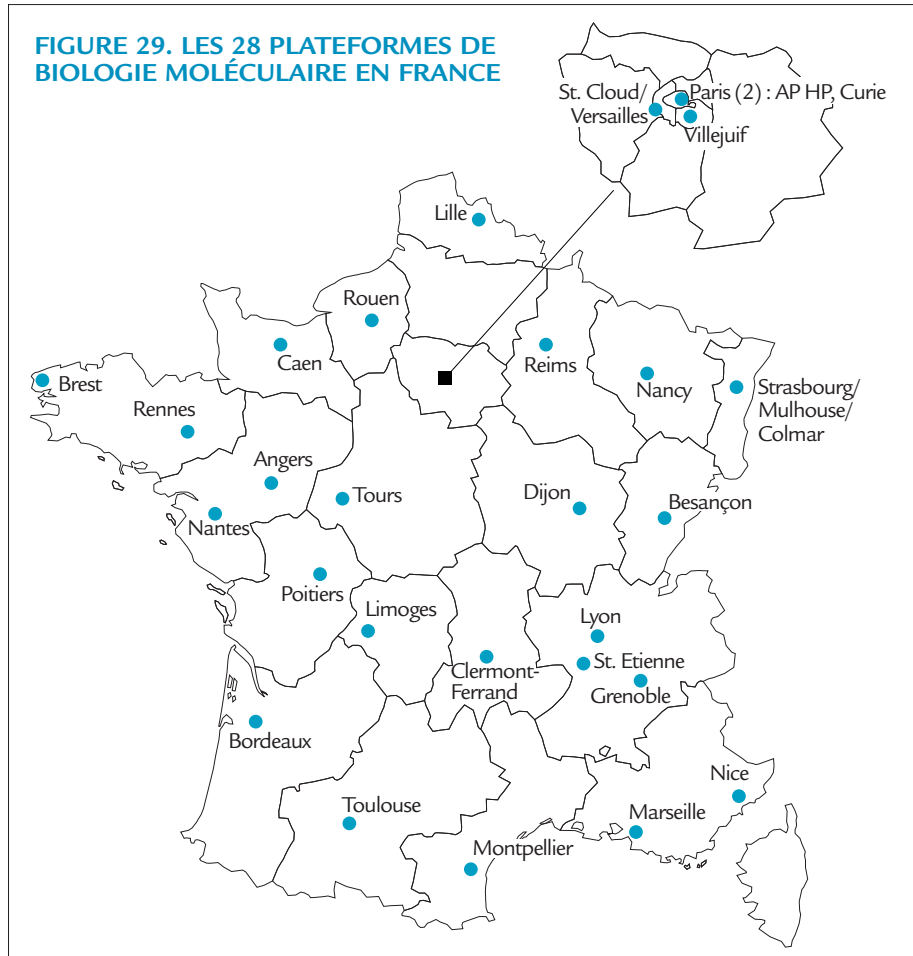 FIGURE 29. LES 28 PLATEFORMES DE
BIOLOGIE MOLÉCULAIRE EN FRANCE
St. Cloud/
Versailles
Paris (2) : AP HP, Curie
Villejuif
Lille
Rouen
Caen
Reims
Nancy
Strasbourg/
Mulhouse/
Colmar
Brest
Rennes
Angers
Nantes
Tours
Dijon
Besançon
Poitiers
Limoges
Clermont-
Ferrand
Lyon
St. Etienne
Grenoble
Bordeaux
Toulouse
Montpellier
Marseille
Nice